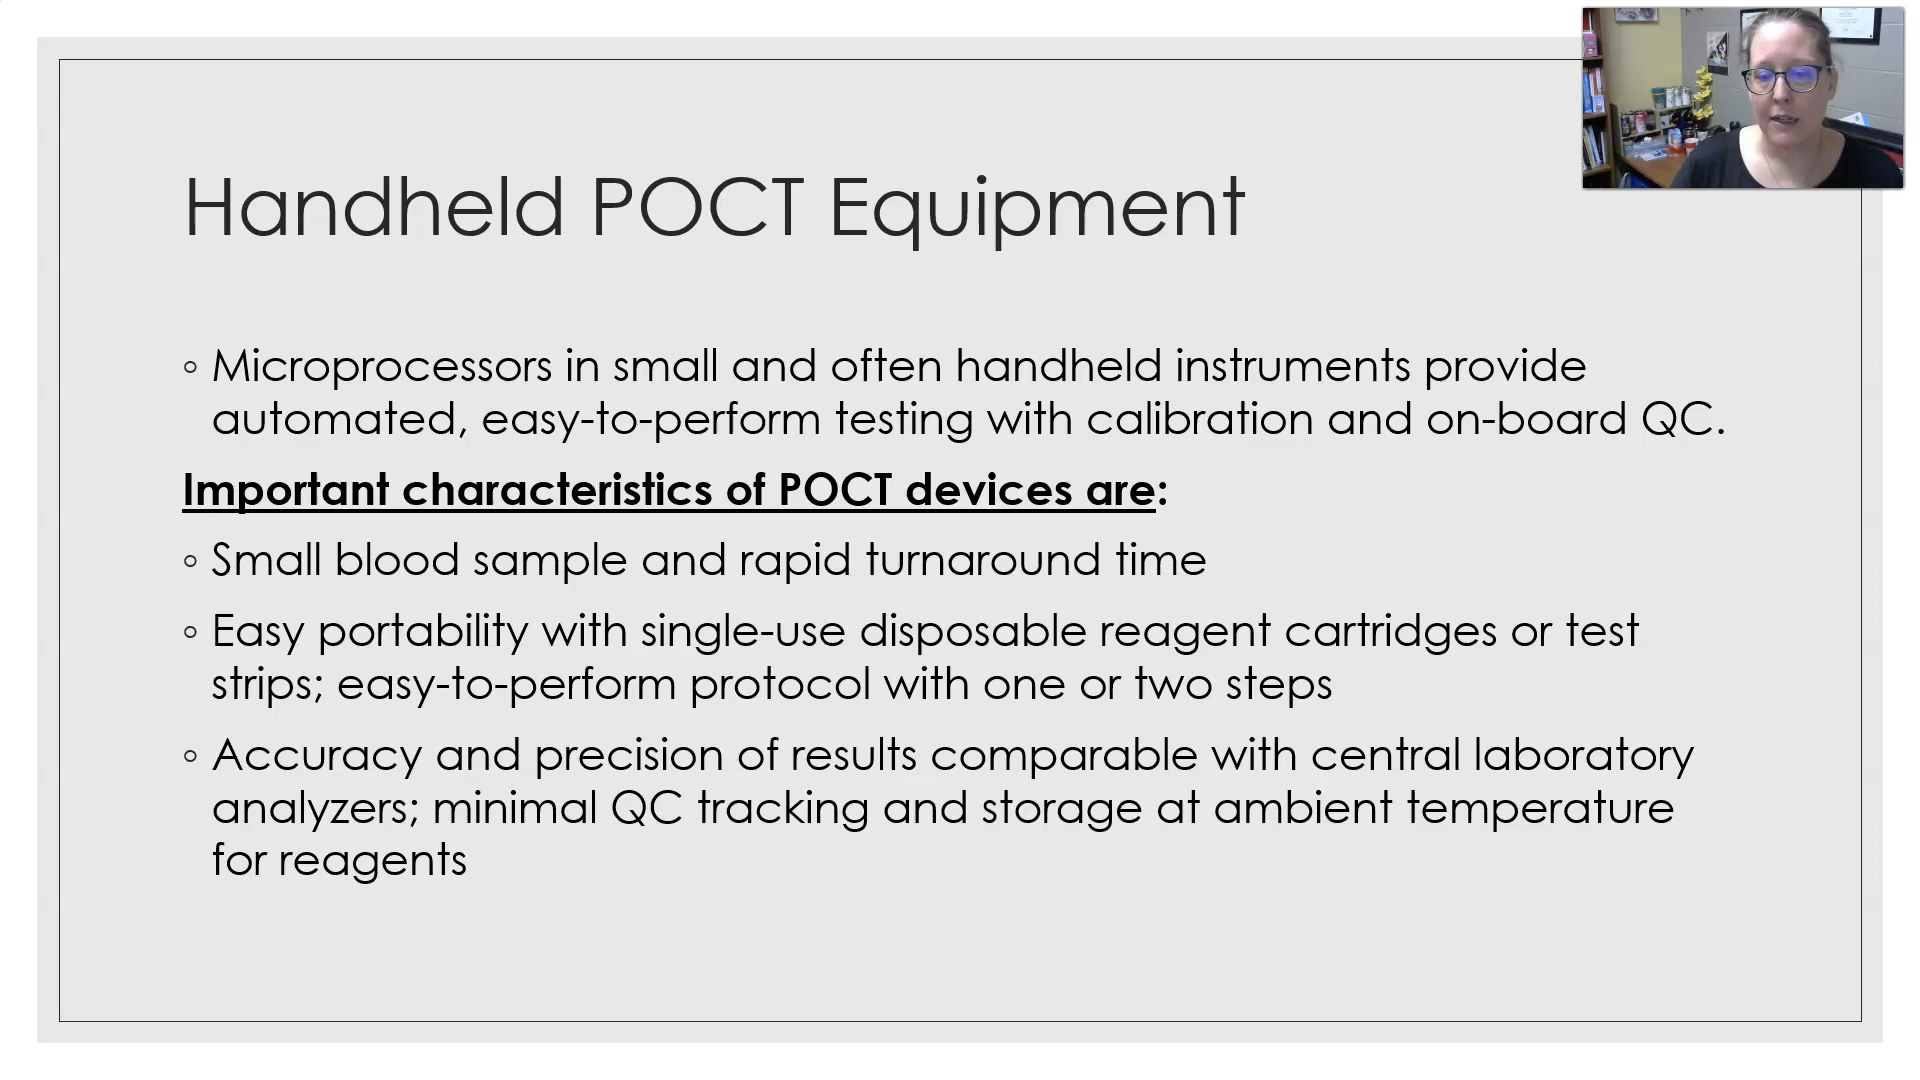 Handheld POCT Equipment
◦ Microprocessors in small and often handheld instruments provide
automated, easy-to-perform testing with calibration and on-board QC.
Important characteristics of POCT devices are:
◦ Small blood sample and rapid turnaround time
◦ Easy portability with single-use disposable reagent cartridges or test
strips; easy-to-perform protocol with one or two steps
◦ Accuracy and precision of results comparable with central laboratory
analyzers; minimal QC tracking and storage at ambient temperature
for reagents